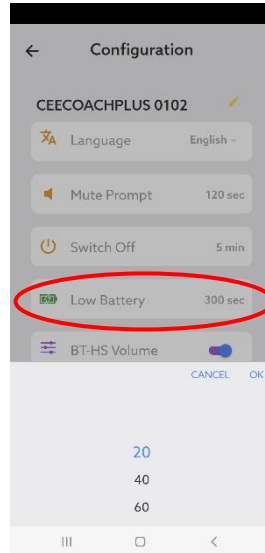 Configuration
CEECOACHPLUS 0102
Language English
Mute Prompt 120 sec
Switch Off 5 min
Low Battery 300 sec
BT-HS Volume
CANCEL OK
20
40
60